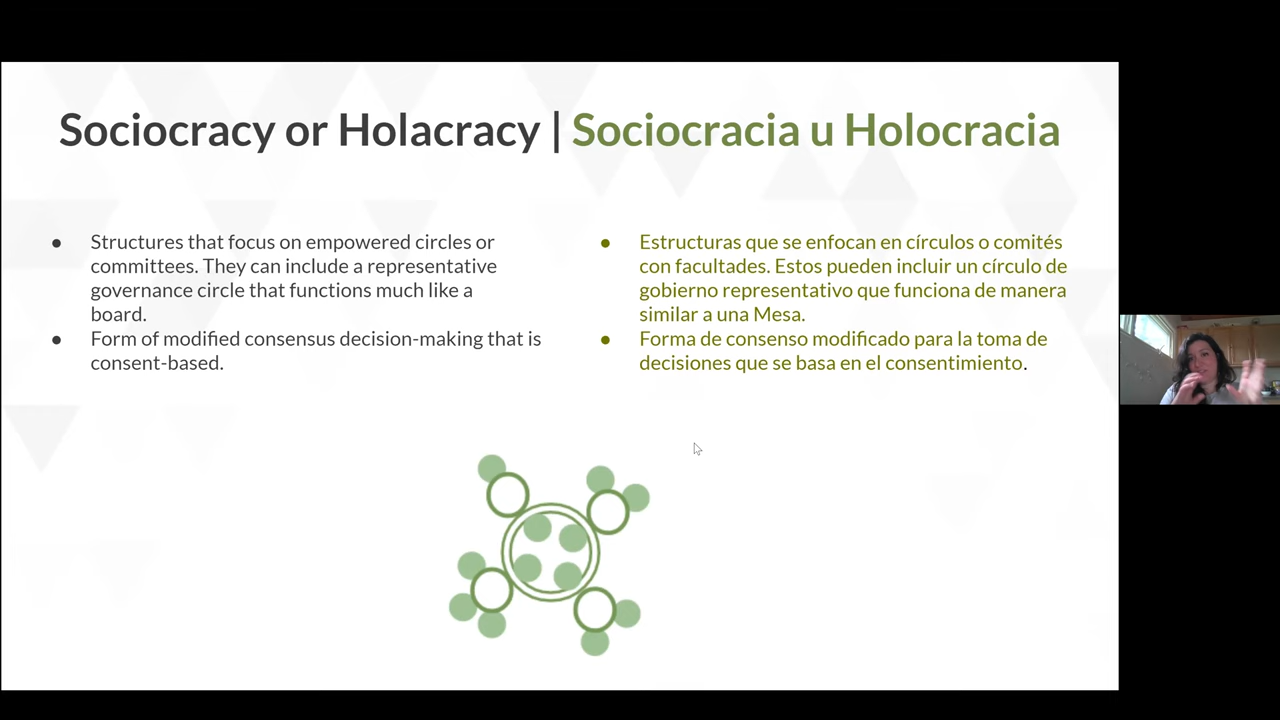 Sociocracy or Holacracy | Sociocracia u Holocracia
● Structures that focus on empowered circles or
committees. They can include a representative
governance circle that functions much like a
board.
● Form of modified consensus decision-making that is
consent-based.
● Estructuras que se enfocan en círculos o comités
con facultades. Estos pueden incluir un círculo de
gobierno representativo que funciona de manera
similar a una Mesa.
● Forma de consenso modificado para la toma de
decisiones que se basa en el consentimiento.